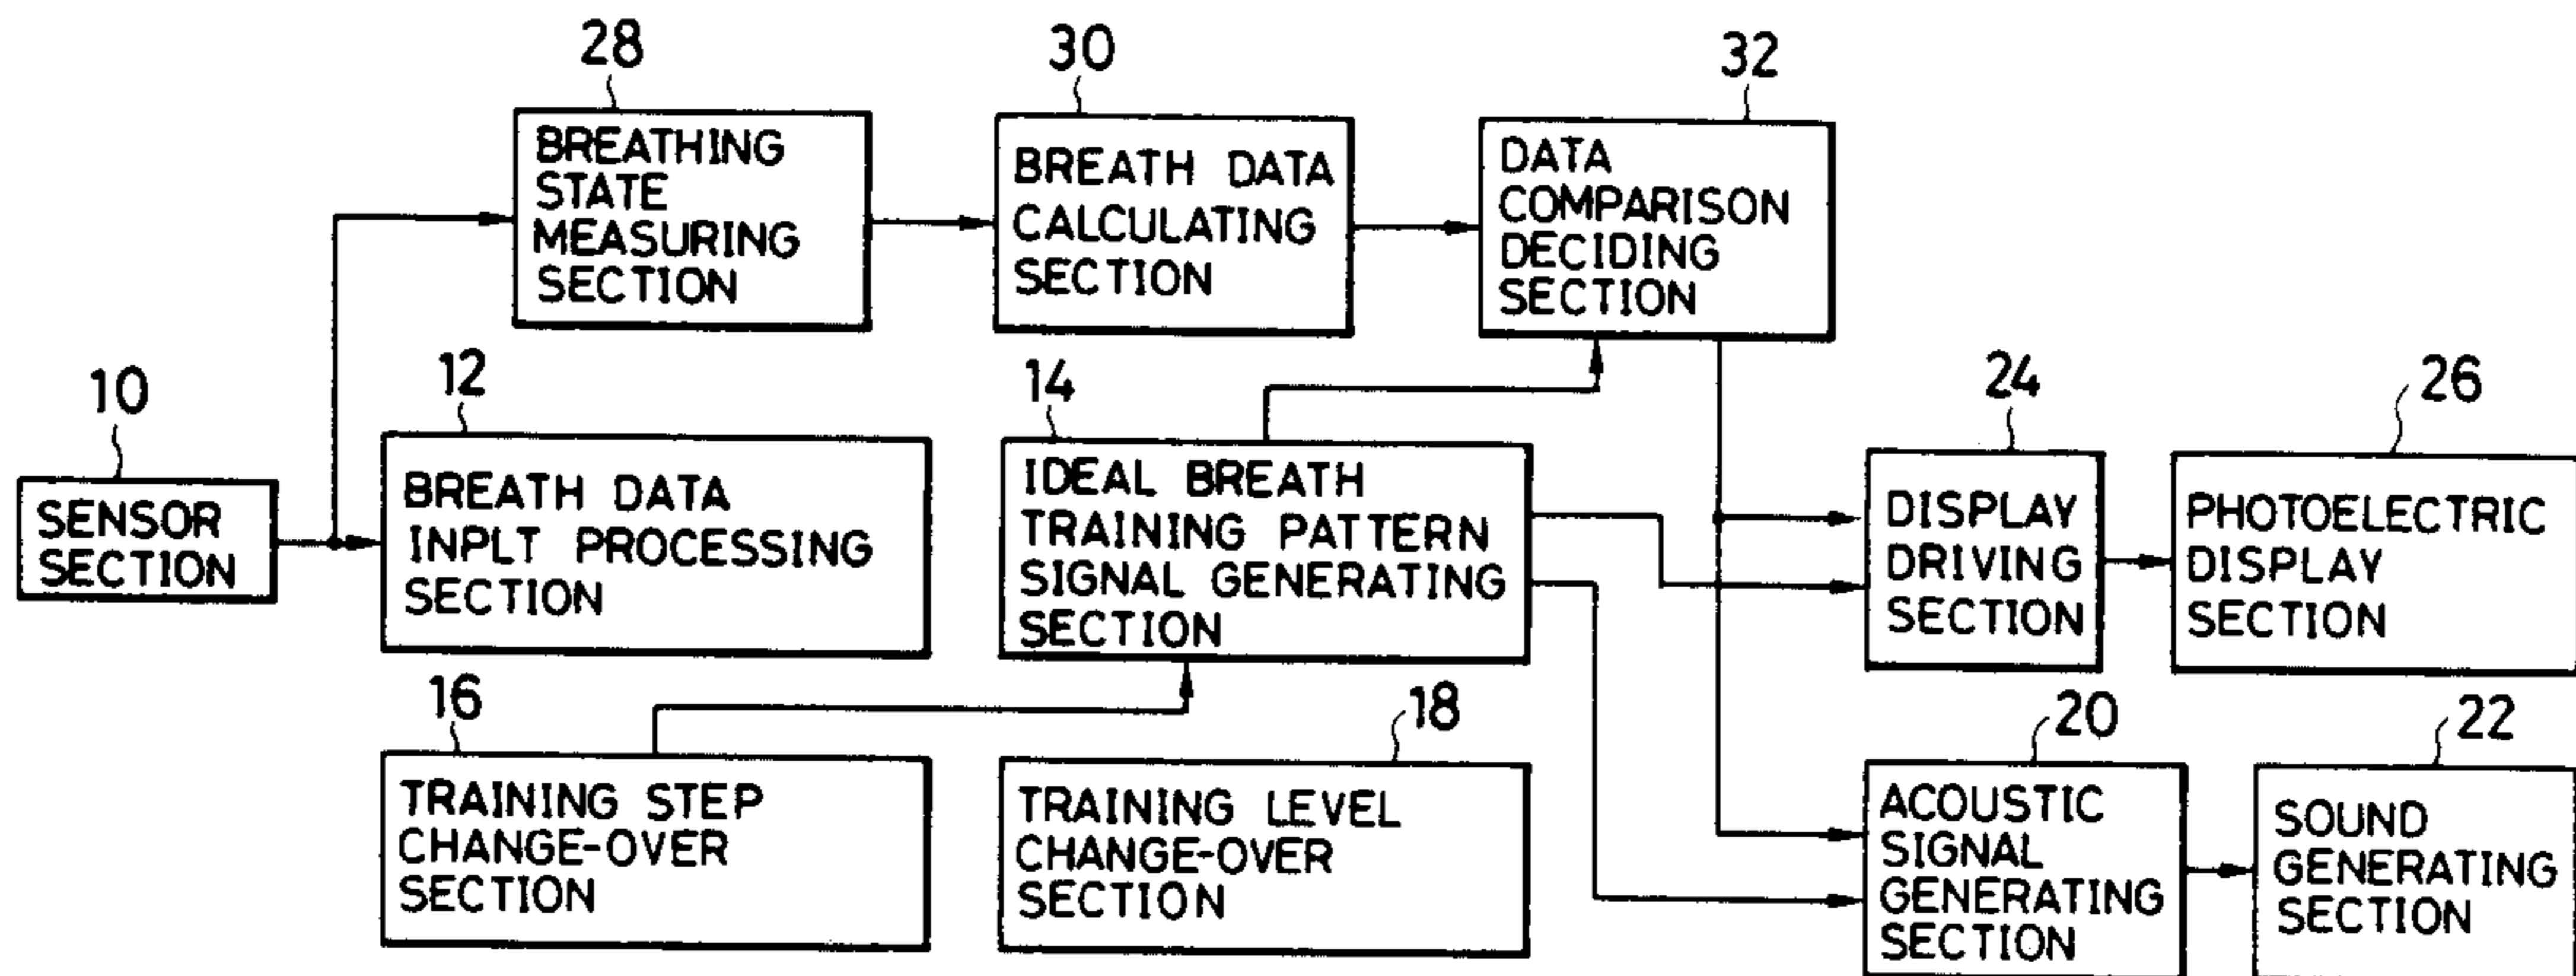 28
30
32
BREATHING
STATE
MEASURING
SECTION
BREATH DATA
CALCULATING
SECTION
DATA
COMPARISON
DECIDING
SECTION
10
12
14
24
26
SENSOR
SECTION
BREATH DATA
INPLT PROCESSING
SECTION
IDEAL BREATH
TRAINING PATTERN
SIGNAL GENERATING
SECTION
DISPLAY
DRIVING
SECTION
PHOTOELECTRIC
DISPLAY
SECTION
16
18
20
22
TRAINING STEP
CHANGE-OVER
SECTION
TRAINING LEVEL
CHANGE-OVER
SECTION
ACOUSTIC
SIGNAL
GENERATING
SECTION
SOUND
GENERATING
SECTION